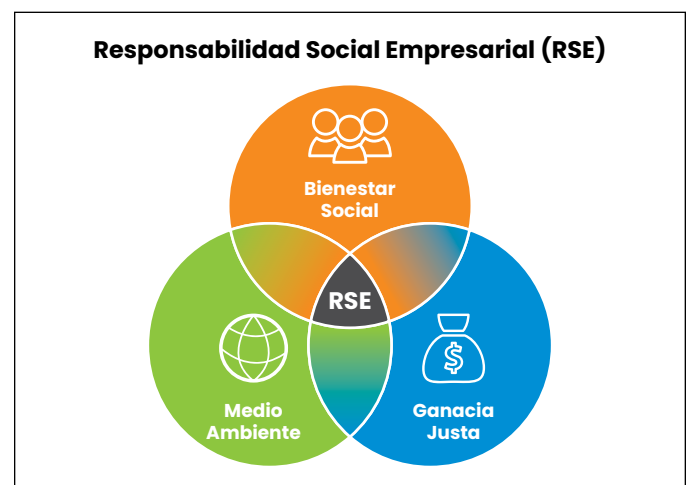 Responsabilidad Social Empresarial (RSE)
Bienestar
Social
RSE
$
Medio
Ambiente
Ganacia
Justa